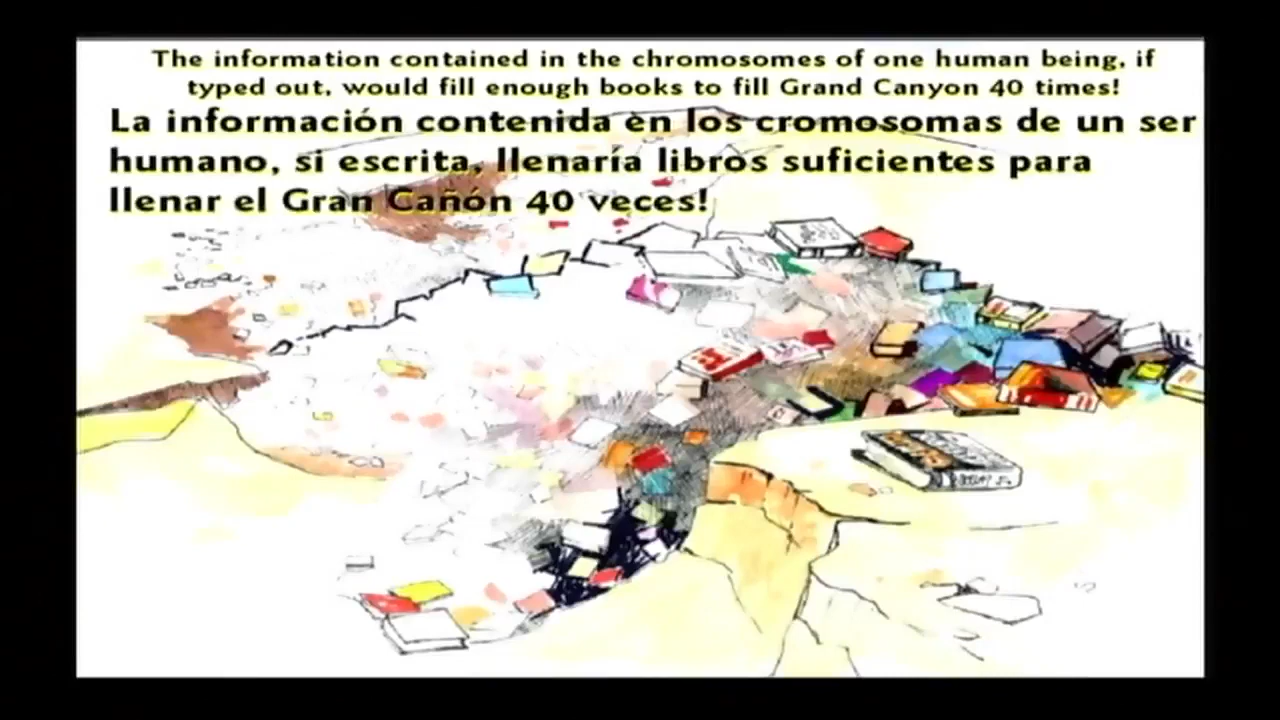 The information contained in the chromosomes of one human being, if
typed out, would fill enough books to fill Grand Canyon 40 times!
La información contenida en los cromosomas de un ser
humano, si escrita, llenaría libros suficientes para
llenar el Gran Cañón 40 veces!